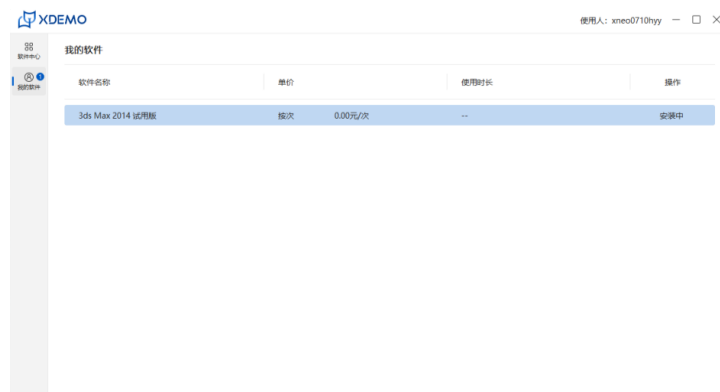 XDEMO
使用人：xneo0710hyy
软件中心
1
我的软件
我的软件
软件名称 单价 使用时长 操作
3ds Max 2014 试用版 按次 0.00元/次 -- 安装中